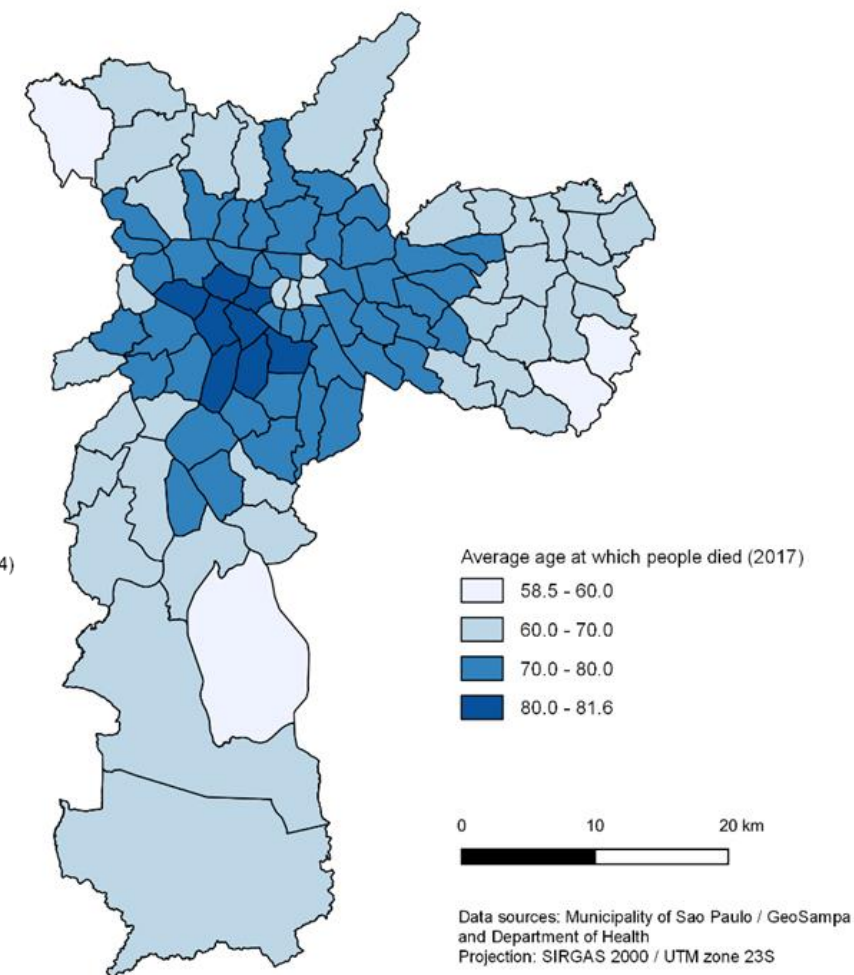 4)
Average age at which people died (2017)
58.5 - 60.0
60.0 - 70.0
70.0 - 80.0
80.0 - 81.6
0 10 20 km
Data sources: Municipality of Sao Paulo / GeoSampa
and Department of Health
Projection: SIRGAS 2000 / UTM zone 23S